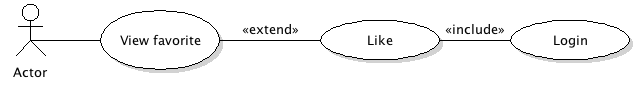 View favorite
«extend»
Like
«include»
Login
Actor